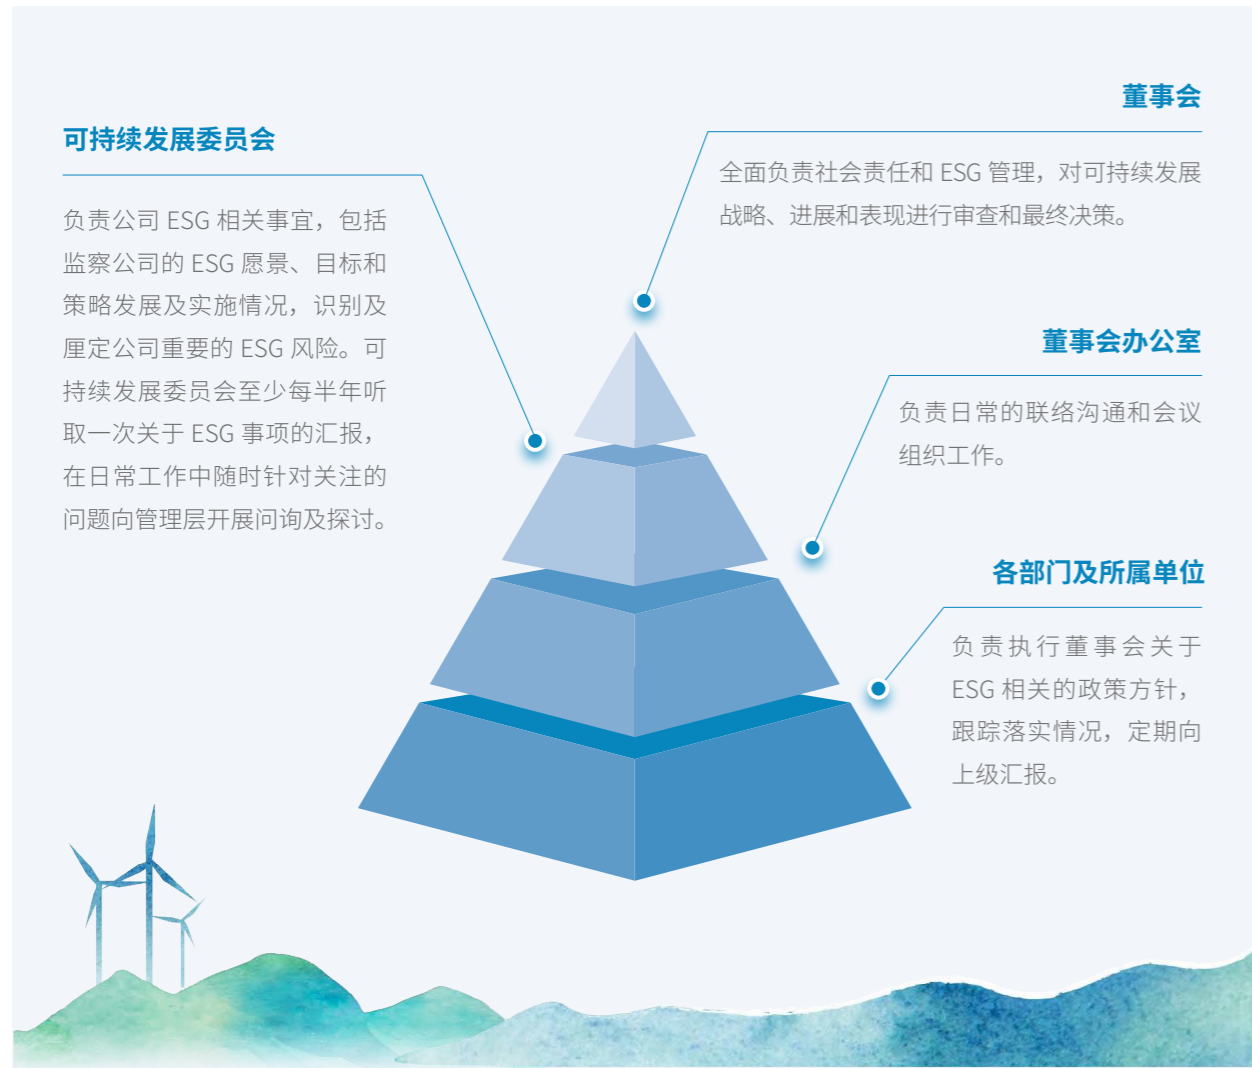 可持续发展委员会
负责公司 ESG 相关事宜，包括
监察公司的 ESG 愿景、目标和
策略发展及实施情况，识别及
厘定公司重要的 ESG 风险。可
持续发展委员会至少每半年听
取一次关于 ESG 事项的汇报，
在日常工作中随时针对关注的
问题向管理层开展问询及探讨。
董事会
全面负责社会责任和 ESG 管理，对可持续发展
战略、进展和表现进行审查和最终决策。
董事会办公室
负责日常的联络沟通和会议
组织工作。
各部门及所属单位
负责执行董事会关于
ESG 相关的政策方针，
跟踪落实情况，定期向
上级汇报。